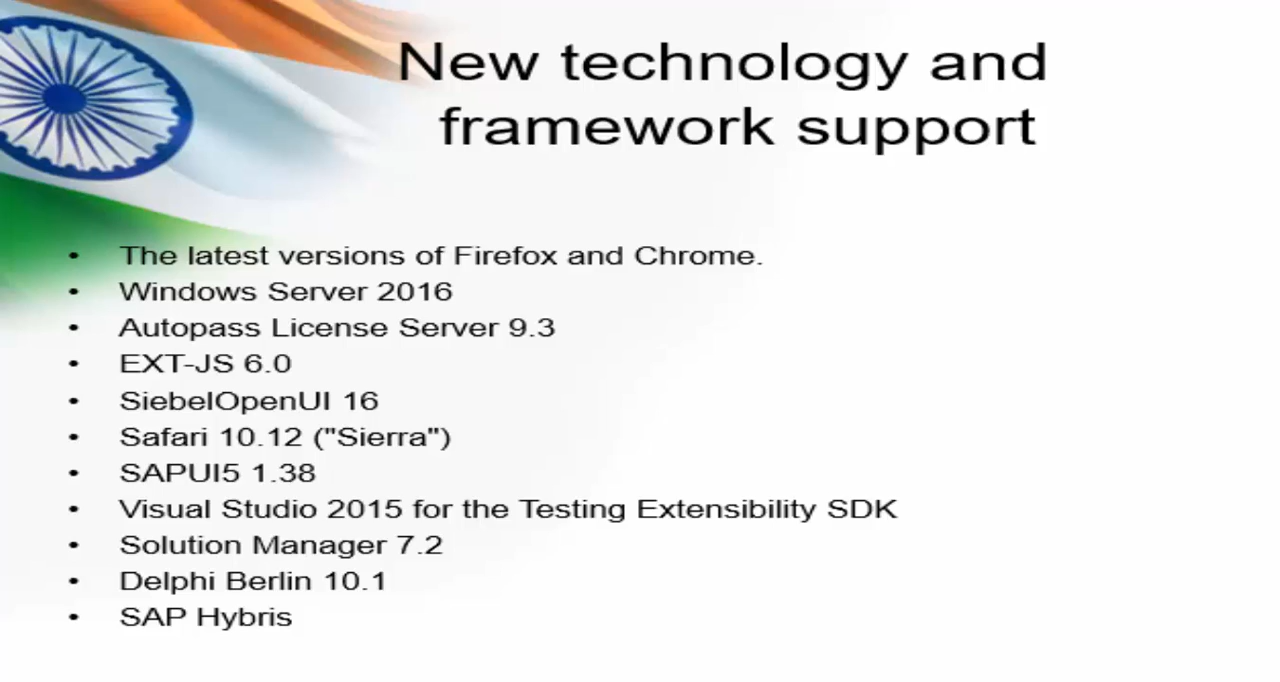 New technology and
framework support
• The latest versions of Firefox and Chrome.
• Windows Server 2016
• Autopass License Server 9.3
• EXT-JS 6.0
• SiebelOpenUI 16
• Safari 10.12 ("Sierra")
• SAPUI5 1.38
• Visual Studio 2015 for the Testing Extensibility SDK
• Solution Manager 7.2
• Delphi Berlin 10.1
• SAP Hybris